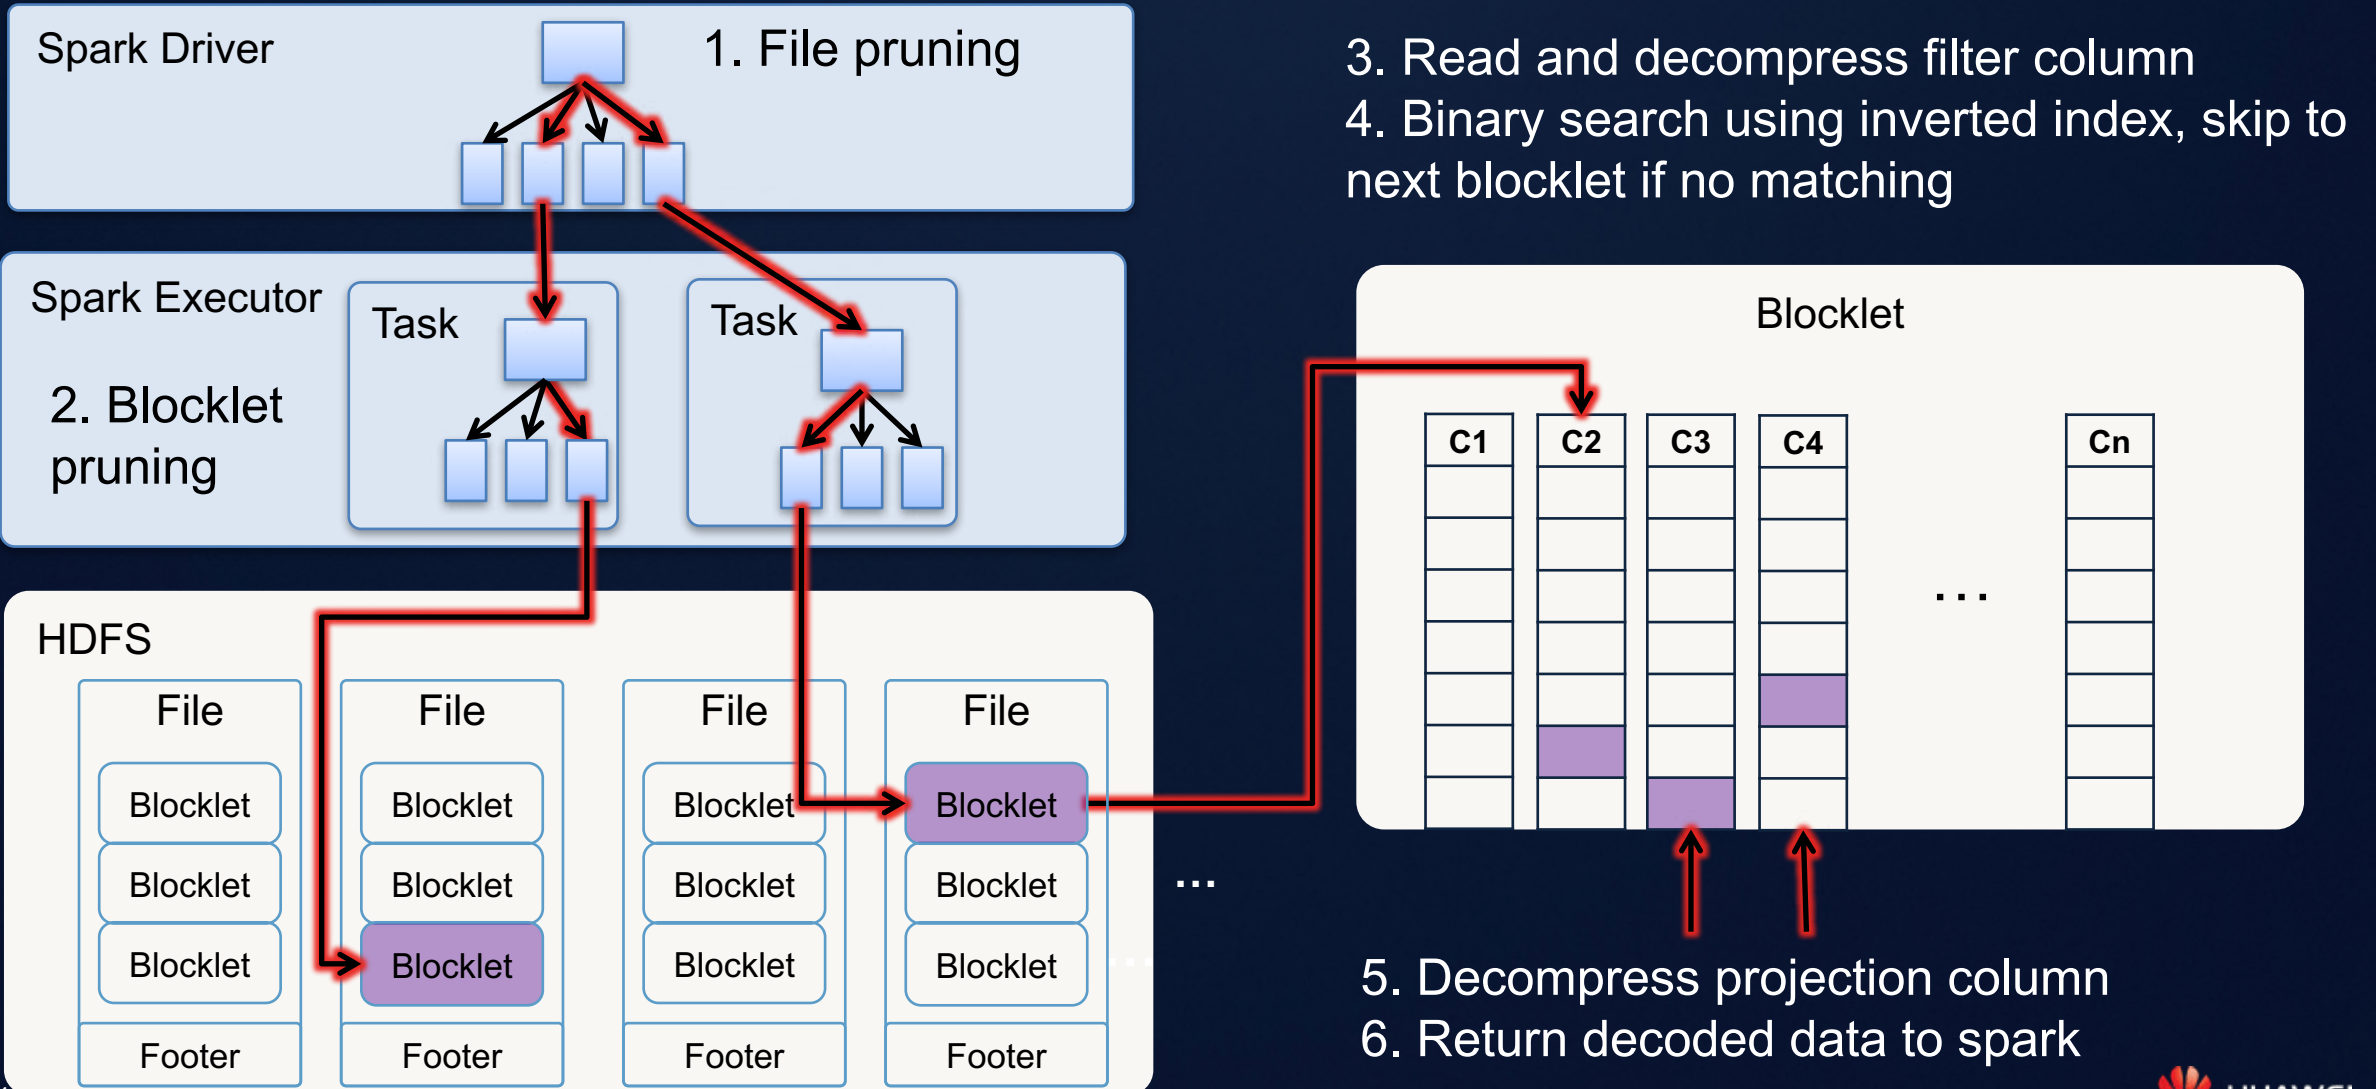 Spark Driver
1. File pruning
Spark Executor
Task
Task
2. Blocklet
pruning
HDFS
File
File
File
File
Blocklet
Blocklet
Blocklet
Blocklet
Blocklet
Blocklet
Blocklet
Blocklet
...
Blocklet
Blocklet
Blocklet
Blocklet
...
Footer
Footer
Footer
Footer
3. Read and decompress filter column
4. Binary search using inverted index, skip to
next blocklet if no matching
Blocklet
C1
C2
C3
C4
Cn
...
5. Decompress projection column
6. Return decoded data to spark